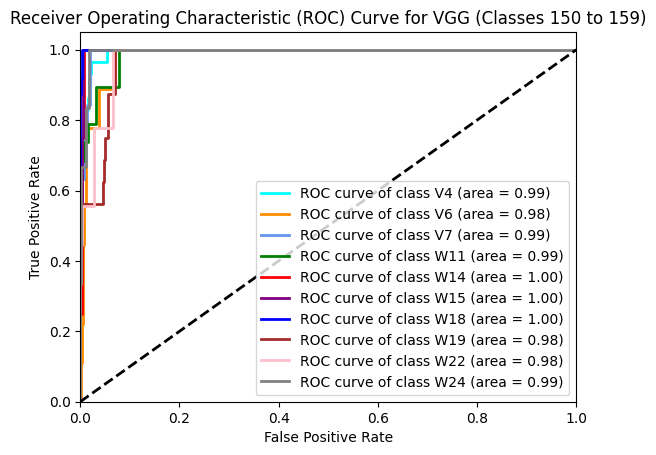 Receiver Operating Characteristic (ROC) Curve for VGG (Classes 150 to 159)
1.0
0.8
0.6
0.4
0.2
0.0
True Positive Rate
ROC curve of class V4 (area = 0.99)
ROC curve of class V6 (area = 0.98)
ROC curve of class V7 (area = 0.99)
ROC curve of class W11 (area = 0.99)
ROC curve of class W14 (area = 1.00)
ROC curve of class W15 (area = 1.00)
ROC curve of class W18 (area = 1.00)
ROC curve of class W19 (area = 0.98)
ROC curve of class W22 (area = 0.98)
ROC curve of class W24 (area = 0.99)
0.0 0.2 0.4 0.6 0.8 1.0
False Positive Rate